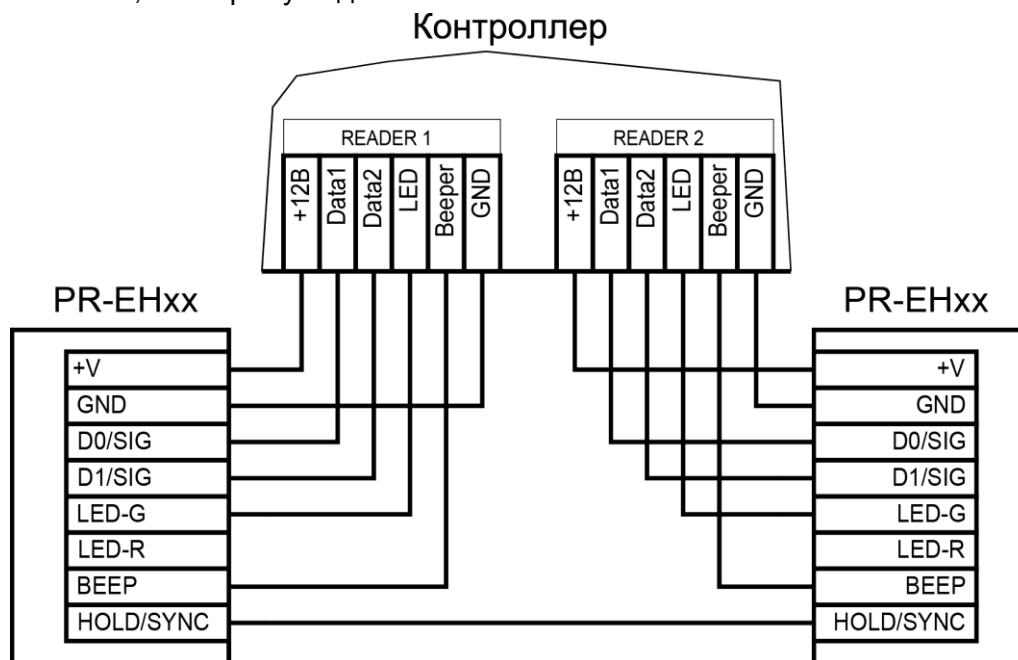 Контроллер
READER 1
READER 2
+12В
Data1
Data2
LED
Beeper
GND
+12В
Data1
Data2
LED
Beeper
GND
PR-EHxx
PR-EHxx
+V
GND
D0/SIG
D1/SIG
LED-G
LED-R
BEEP
HOLD/SYNC
+V
GND
D0/SIG
D1/SIG
LED-G
LED-R
BEEP
HOLD/SYNC